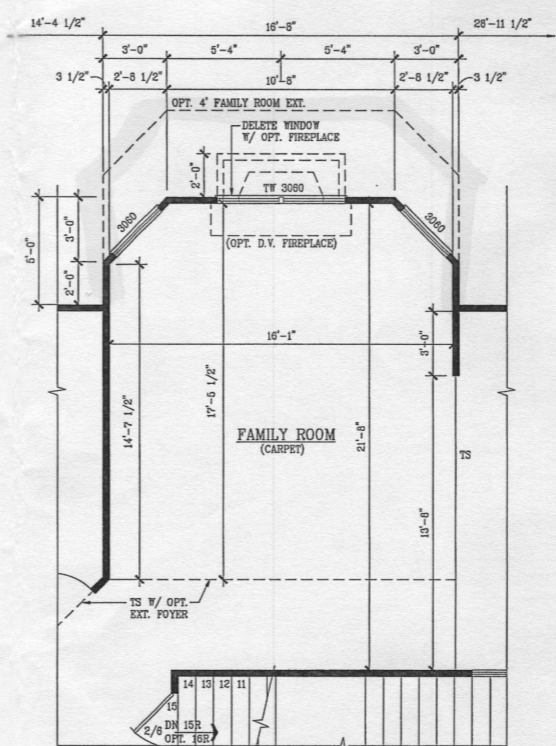 14'-4 1/2" 16'-8" 28'-11 1/2"
3'-0" 5'-4" 5'-4" 3'-0"
3 1/2" 2'-8 1/2" 10'-8" 2'-8 1/2" 3 1/2"
OPT. 4' FAMILY ROOM EXT.
DELETE WINDOW
W/ OPT. FIREPLACE
2'-0"
TW 3060
3060
3060
(OPT. D.V. FIREPLACE)
5'-0"
3'-0"
2'-0"
16'-1"
3'-0"
14'-7 1/2"
17'-5 1/2"
21'-8"
FAMILY ROOM
(CARPET)
TS
13'-8"
TS W/ OPT.
EXT. FOYER
14 13 12 11
15
2/6 DN 15R
OPT. 16R